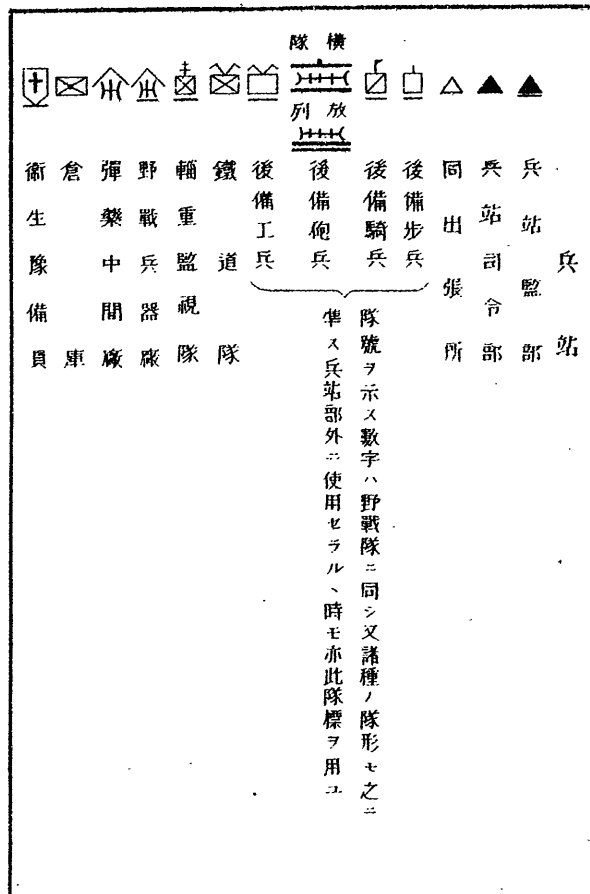 兵站
兵站監部
兵站司令部
同出張所
後備步兵
後備騎兵
橫隊
放列
後備砲兵
後備工兵
隊號ヲ示ス數字ハ野戰隊ニ同シ又諸種ノ隊形モ之ニ
準ス兵站部外ニ使用セラルヽ時モ亦此隊標ヲ用ユ
鐵道隊
輜重監視隊
野戰兵器廠
彈藥中間廠
倉庫
衞生豫備員